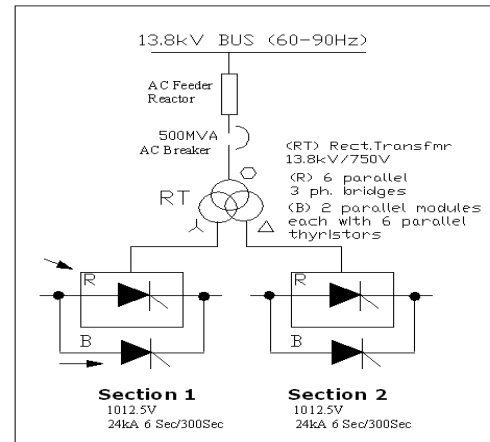 13.8kV BUS (60-90Hz)
AC Feeder
Reactor
500MVA
AC Breaker
RT
(RT) Rect.Transfmr
13.8kV/750V
(R) 6 parallel
3 ph. bridges
(B) 2 parallel modules
each with 6 parallel
thyristors
R
B
R
B
Section 1
1012.5V
24kA 6 Sec/300Sec
Section 2
1012.5V
24kA 6 Sec/300Sec